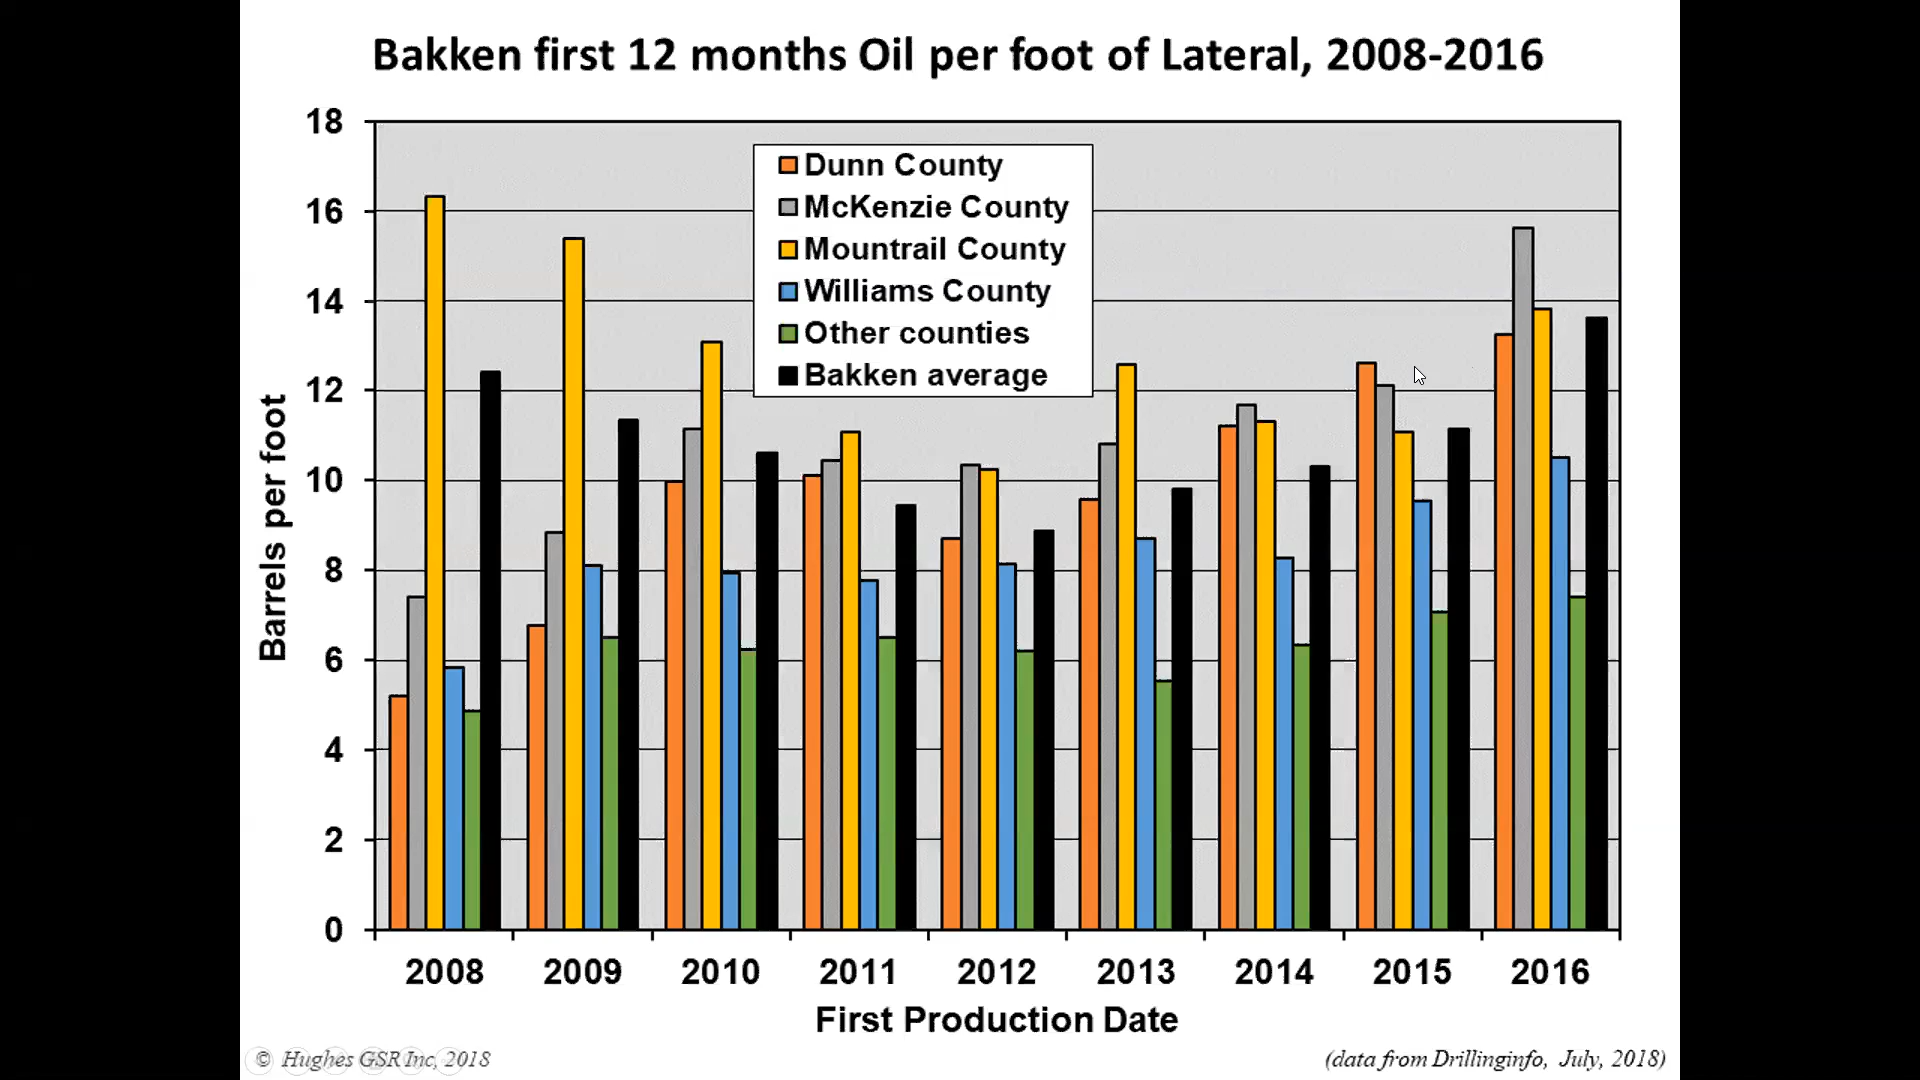 Bakken first 12 months Oil per foot of Lateral, 2008-2016
18
16
14
12
10
8
6
4
2
0
Barrels per foot
Dunn County
McKenzie County
Mountrail County
Williams County
Other counties
Bakken average
2008 2009 2010 2011 2012 2013 2014 2015 2016
First Production Date
© Hughes GSR Inc, 2018
(data from Drillinginfo, July, 2018)